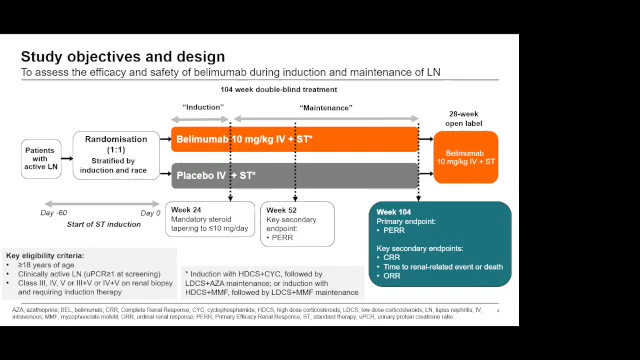 Study objectives and design
To assess the efficacy and safety of belimumab during induction and maintenance of LN
104 week double-blind treatment
"Induction"
"Maintenance"
28-week
open label
Patients
with
active LN
Randomisation
(1:1)
Stratified by
induction and race
Belimumab 10 mg/kg IV + ST*
Placebo IV + ST*
Belimumab
10 mg/kg IV + ST
Day -60
Day 0
Start of ST induction
Week 24
Mandatory steroid
tapering to ≤10 mg/day
Week 52
Key secondary
endpoint:
• PERR
Week 104
Primary endpoint:
• PERR
Key secondary endpoints:
• CRR
• Time to renal-related event or death
• ORR
Key eligibility criteria:
• ≥18 years of age
• Clinically active LN (uPCR≥1 at screening)
• Class III, IV, V or III+V or IV+V on renal biopsy
and requiring induction therapy
* Induction with HDCS+CYC, followed by
LDCS+AZA maintenance; or induction with
HDCS+MMF, followed by LDCS+MMF maintenance
AZA, azathioprine; BEL, belimumab; CRR, Complete Renal Response; CYC, cyclophosphamide; HDCS, high dose corticosteroids; LDCS, low dose corticosteroids; LN, lupus nephritis; IV,
intravenous; MMF, mycophenolate mofetil; ORR, ordinal renal response; PERR, Primary Efficacy Renal Response; ST, standard therapy; uPCR, urinary protein creatinine ratio.
4